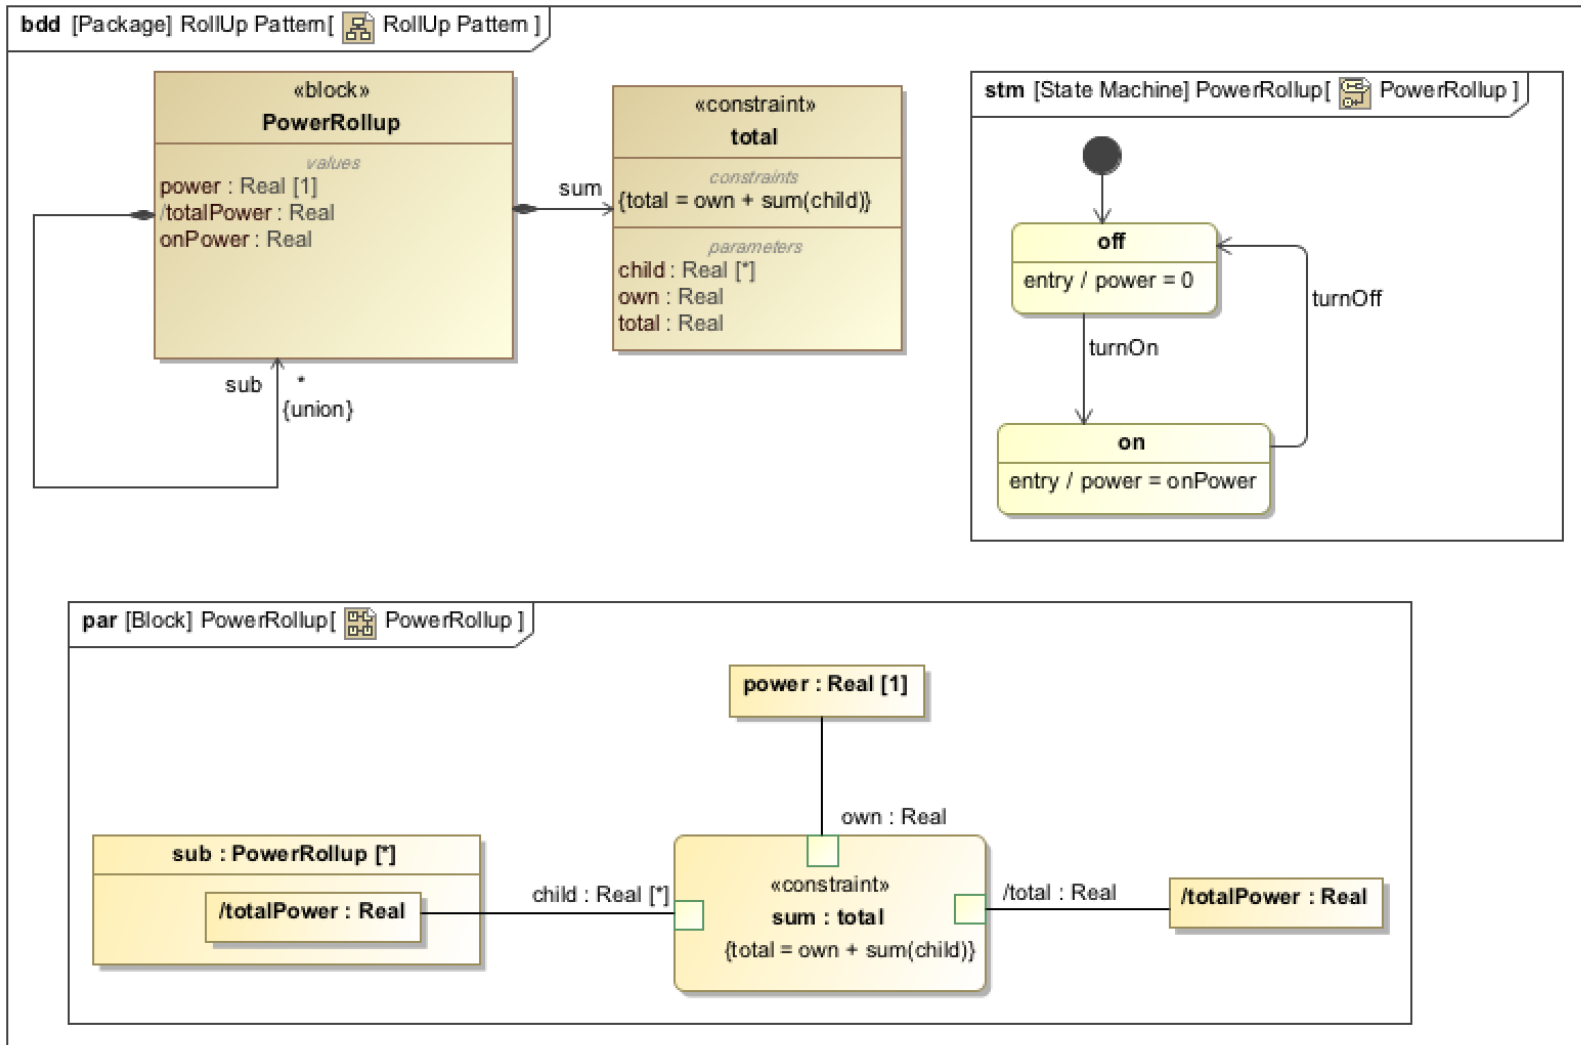 bdd [Package] RollUp Pattern[ RollUp Pattern ]
«block»
PowerRollup
values
power : Real [1]
/totalPower : Real
onPower : Real
sub
*
{union}
sum
«constraint»
total
constraints
{total = own + sum(child)}
parameters
child : Real [*]
own : Real
total : Real
stm [State Machine] PowerRollup[ PowerRollup ]
off
entry / power = 0
turnOn
turnOff
on
entry / power = onPower
par [Block] PowerRollup[ PowerRollup ]
power : Real [1]
own : Real
sub : PowerRollup [*]
/totalPower : Real
child : Real [*]
«constraint»
sum : total
{total = own + sum(child)}
/total : Real
/totalPower : Real